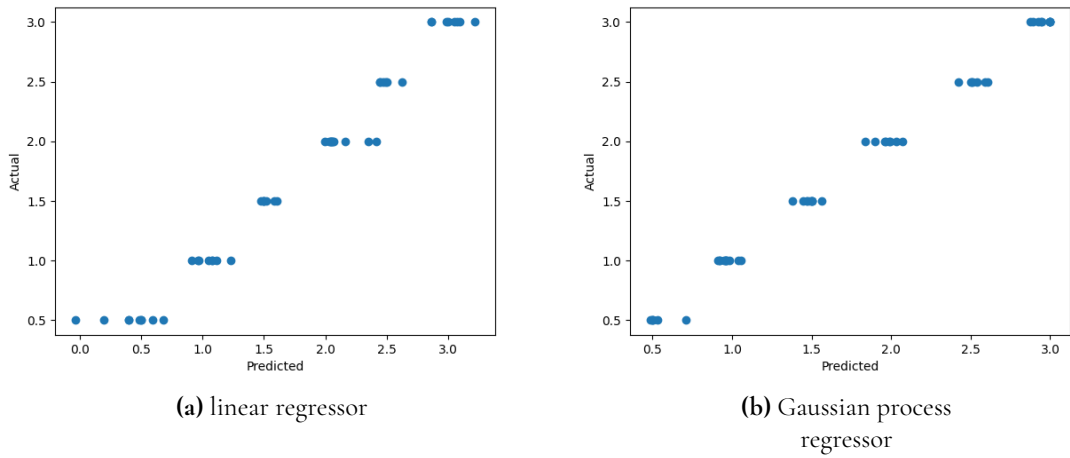 3.0
2.5
2.0
1.5
1.0
0.5
Actual
0.0 0.5 1.0 1.5 2.0 2.5 3.0
Predicted
(a) linear regressor
3.0
2.5
2.0
1.5
1.0
0.5
Actual
0.5 1.0 1.5 2.0 2.5 3.0
Predicted
(b) Gaussian process
regressor